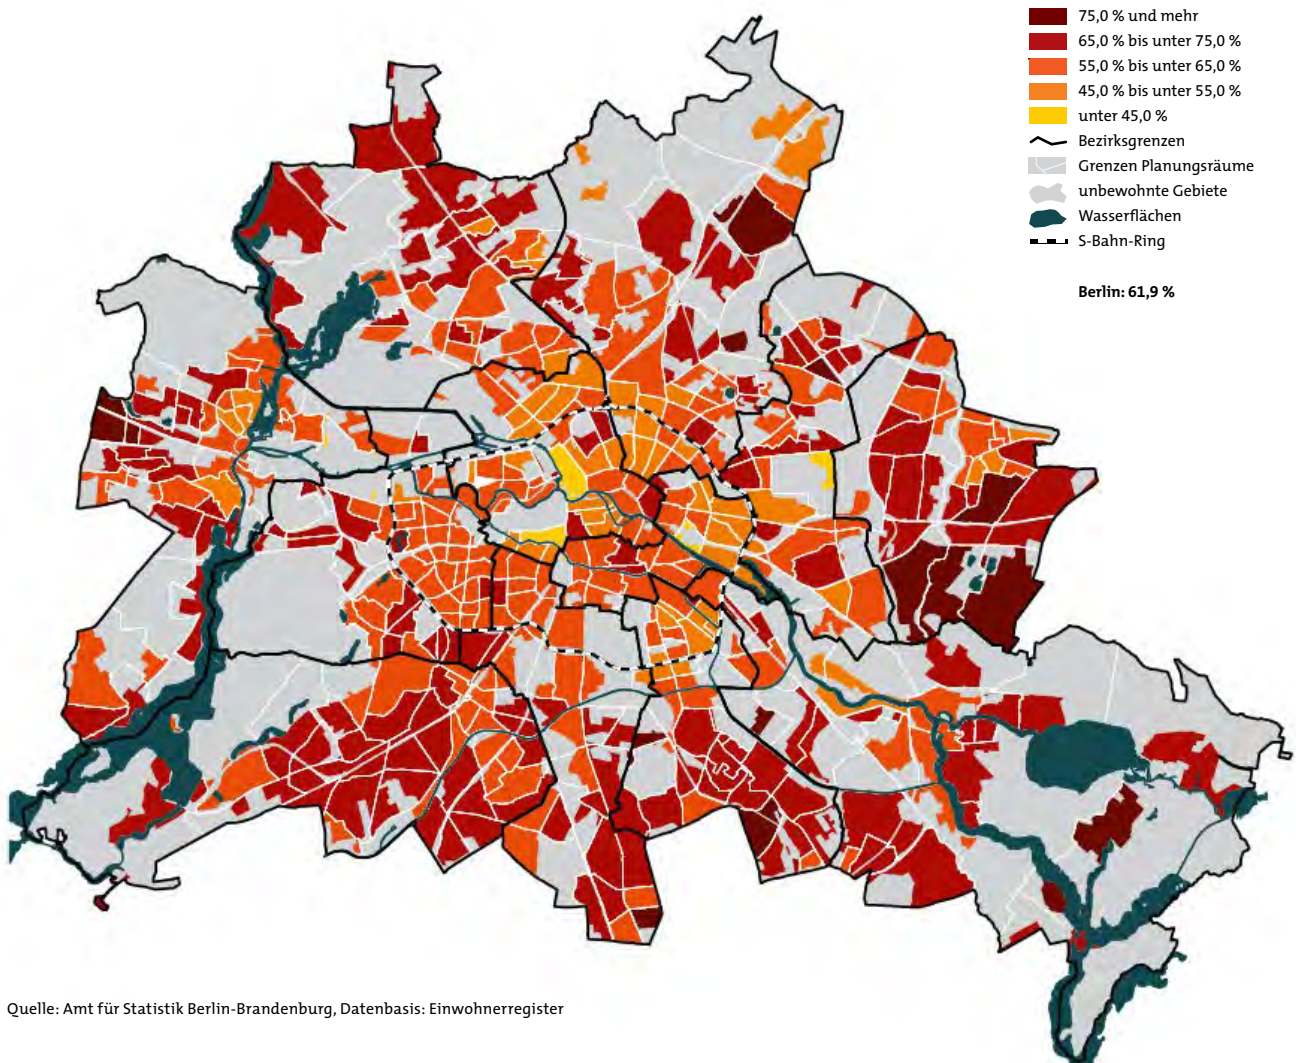 75,0 % und mehr
65,0 % bis unter 75,0 %
55,0 % bis unter 65,0 %
45,0 % bis unter 55,0 %
unter 45,0 %
Bezirksgrenzen
Grenzen Planungsräume
unbewohnte Gebiete
Wasserflächen
S-Bahn-Ring
Berlin: 61,9 %
Quelle: Amt für Statistik Berlin-Brandenburg, Datenbasis: Einwohnerregister